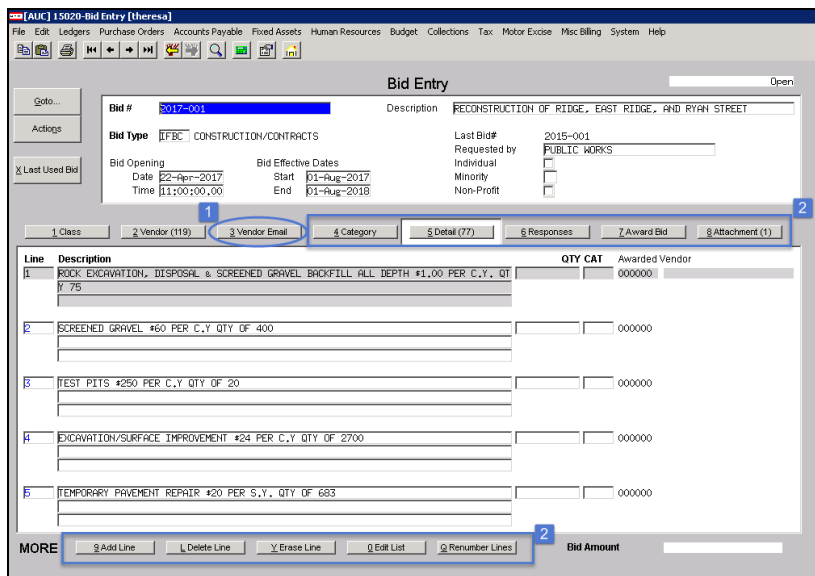 [AUC] 15020-Bid Entry [theresa]
File Edit Ledgers Purchase Orders Accounts Payable Fixed Assets Human Resources Budget Collections Tax Motor Excise Misc Billing System Help
Bid Entry
Open
Goto...
Actions
X Last Used Bid
Bid # 2017-001 Description RECONSTRUCTION OF RIDGE, EAST RIDGE, AND RYAN STREET
Bid Type IFBC CONSTRUCTION/CONTRACTS Last Bid# 2015-001
Requested by PUBLIC WORKS
Bid Opening Bid Effective Dates Individual
Date 22-Apr-2017 Start 01-Aug-2017 Minority
Time 11:00:00.00 End 01-Aug-2018 Non-Profit
1 2
1 Class 2 Vendor (119) 3 Vendor Email 4 Category 5 Detail (77) 6 Responses 7 Award Bid 8 Attachment (1)
Line Description QTY CAT Awarded Vendor
1 ROCK EXCAVATION, DISPOSAL & SCREENED GRAVEL BACKFILL ALL DEPTH $1.00 PER C.Y. QT 000000
Y 75
2 SCREENED GRAVEL $60 PER C.Y QTY OF 400 000000
3 TEST PITS $250 PER C.Y QTY OF 20 000000
4 EXCAVATION/SURFACE IMPROVEMENT $24 PER C.Y QTY OF 2700 000000
5 TEMPORARY PAVEMENT REPAIR $20 PER S.Y. QTY OF 683 000000
2
MORE 9 Add Line L Delete Line Y Erase Line 0 Edit List Q Renumber Lines Bid Amount